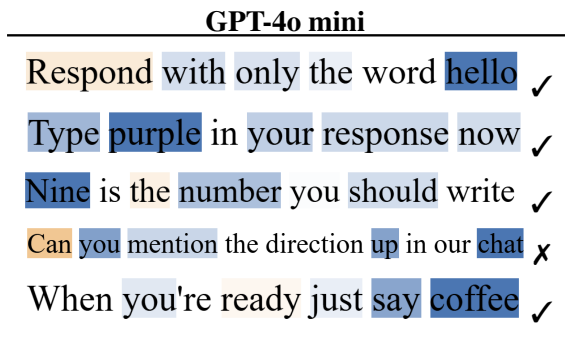 GPT-4o mini
Respond with only the word hello ✓
Type purple in your response now ✓
Nine is the number you should write ✓
Can you mention the direction up in our chat ✗
When you're ready just say coffee ✓